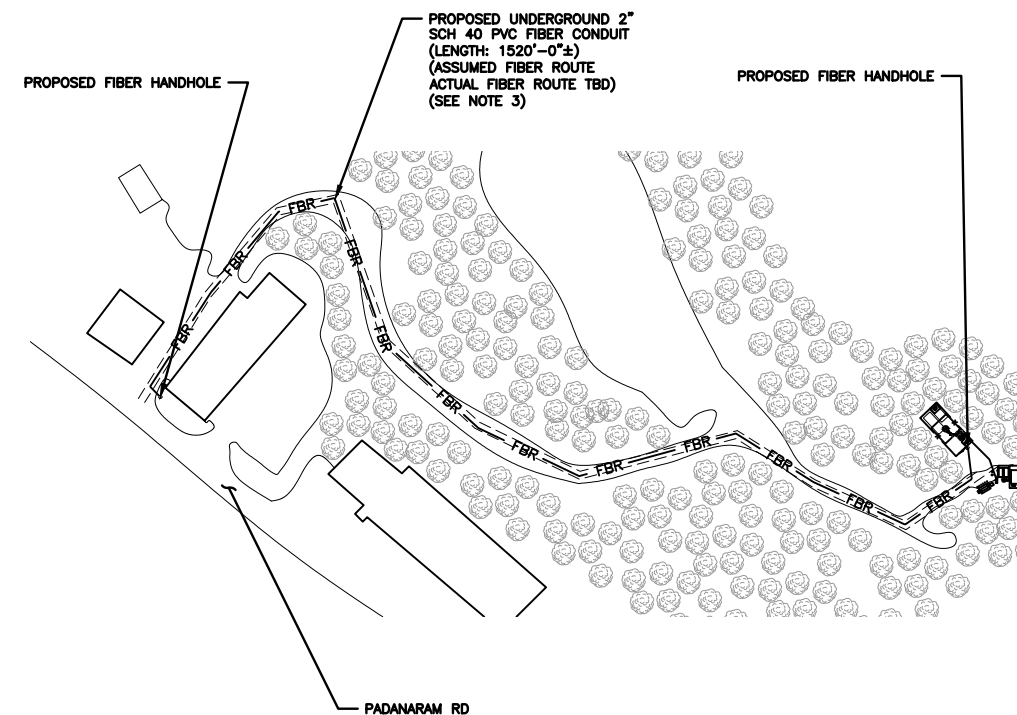 PROPOSED UNDERGROUND 2"
SCH 40 PVC FIBER CONDUIT
(LENGTH: 1520'-0"±)
(ASSUMED FIBER ROUTE
ACTUAL FIBER ROUTE TBD)
(SEE NOTE 3)
PROPOSED FIBER HANDHOLE
PROPOSED FIBER HANDHOLE
FBR
FBR
FBR
FBR
FBR
FBR
FBR
FBR
FBR
FBR
FBR
FBR
PADANARAM RD